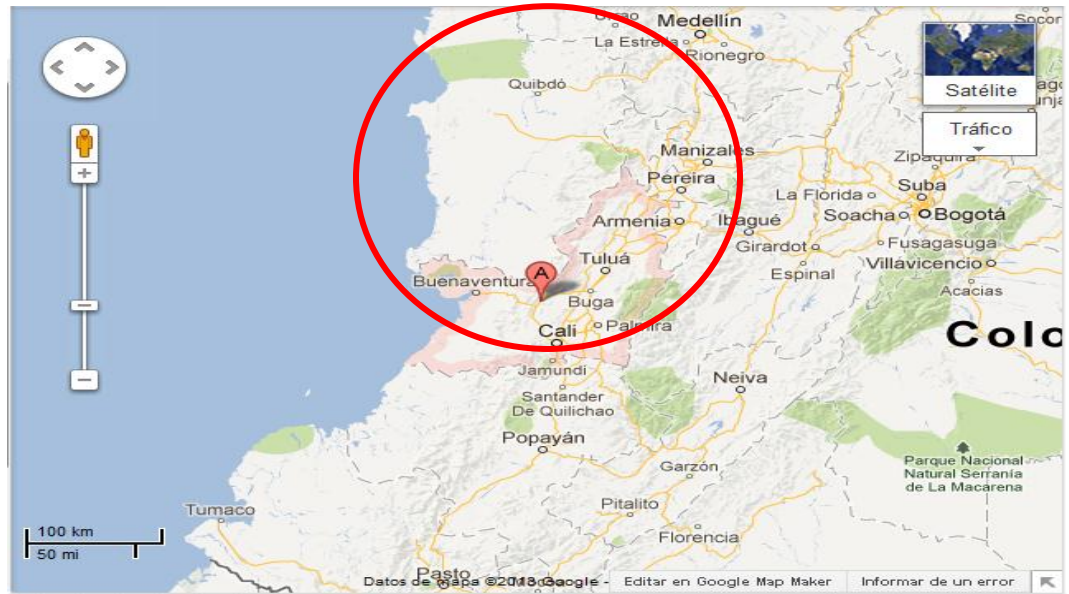 Medellín
La Estrella
Rionegro
Quibdó
Satélite
Tráfico
Manizales
Zipaquirá
Pereira
La Florida
Suba
Armenia
Ibagué
Soacha
Bogotá
Girardot
Fusagasuga
Tuluá
Villavicencio
Espinal
A
Buenaventura
Acacias
Buga
Cali
Palmira
Colo
Jamundi
Neiva
Santander
De Quilichao
Popayán
Garzón
Parque Nacional
Natural Serranía
de La Macarena
Pitalito
Tumaco
100 km
50 mi
Florencia
Pasto
Datos de mapa ©2013 Google -
Editar en Google Map Maker
Informar de un error